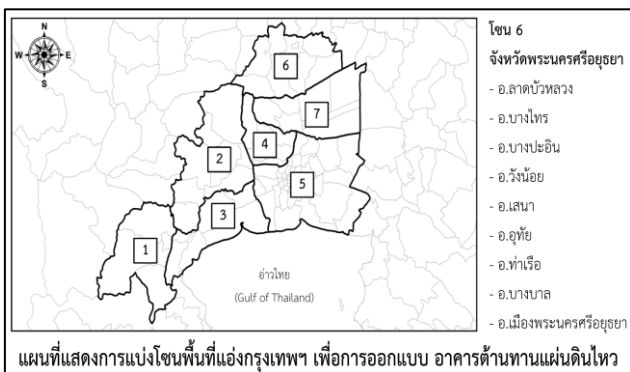 N
W E
S
6
7
4
2
5
3
1
อ่าวไทย
(Gulf of Thailand)
โซน 6
จังหวัดพระนครศรีอยุธยา
- อ.ลาดบัวหลวง
- อ.บางไทร
- อ.บางปะอิน
- อ.วังน้อย
- อ.เสนา
- อ.อุทัย
- อ.ท่าเรือ
- อ.บางบาล
- อ.เมืองพระนครศรีอยุธยา
แผนที่แสดงการแบ่งโซนพื้นที่แอ่งกรุงเทพฯ เพื่อการออกแบบ อาคารต้านทานแผ่นดินไหว